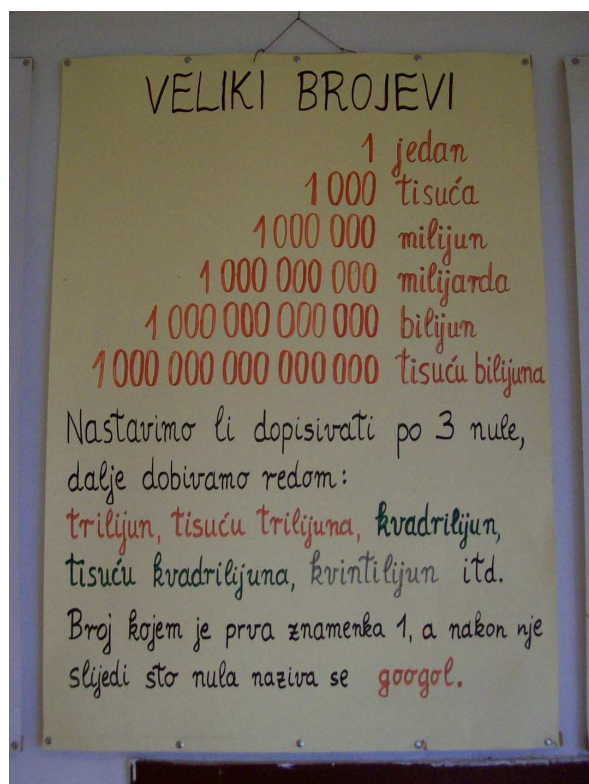 VELIKI BROJEVI
1 jedan
1 000 tisuća
1 000 000 milijun
1 000 000 000 milijarda
1 000 000 000 000 bilijun
1 000 000 000 000 000 tisuću bilijuna
Nastavimo li dopisivati po 3 nule,
dalje dobivamo redom:
trilijun, tisuću trilijuna, kvadrilijun,
tisuću kvadrilijuna, kvintilijun itd.
Broj kojem je prva znamenka 1, a nakon nje
slijedi sto nula naziva se googol.